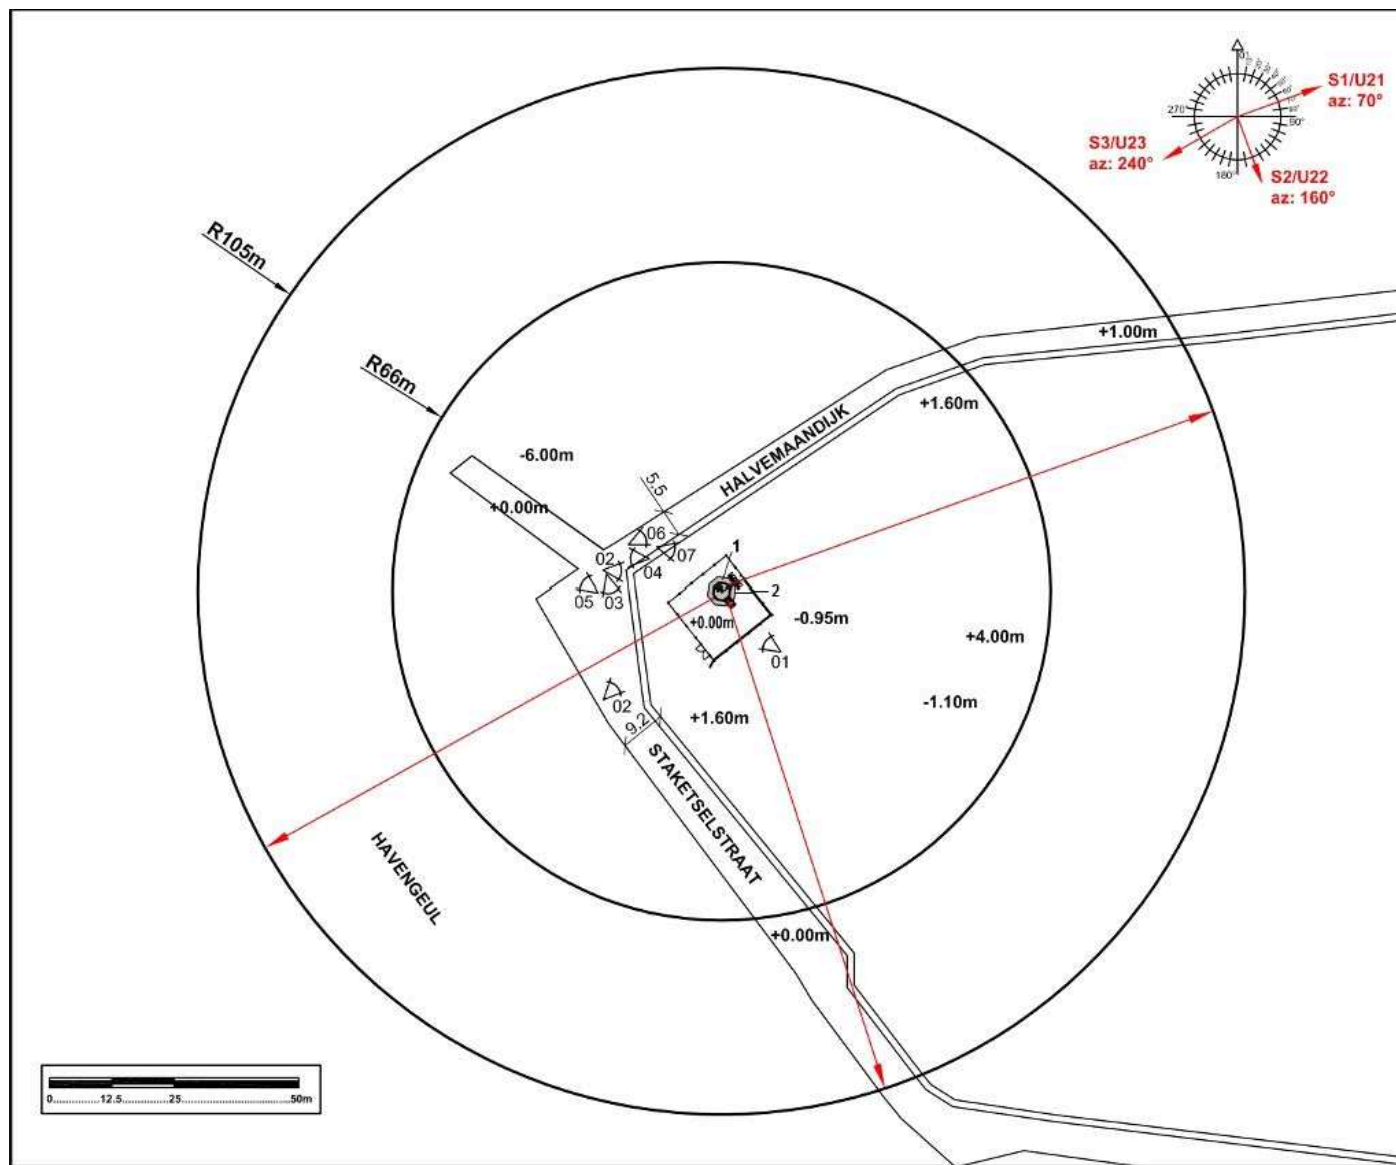 01
S1/U21
az: 70°
270°
90°
S3/U23
az: 240°
180°
S2/U22
az: 160°
R105m
+1.00m
R66m
+1.60m
HALVEMAANDIJK
-6.00m
5.5
+0.00m
06
07
1
02
04
05
03
2
+0.00m
-0.95m
+4.00m
01
02
-1.10m
+1.60m
9.2
STAKETSELSTRAAT
HAVENGEUL
+0.00m
0 12.5 25 50m